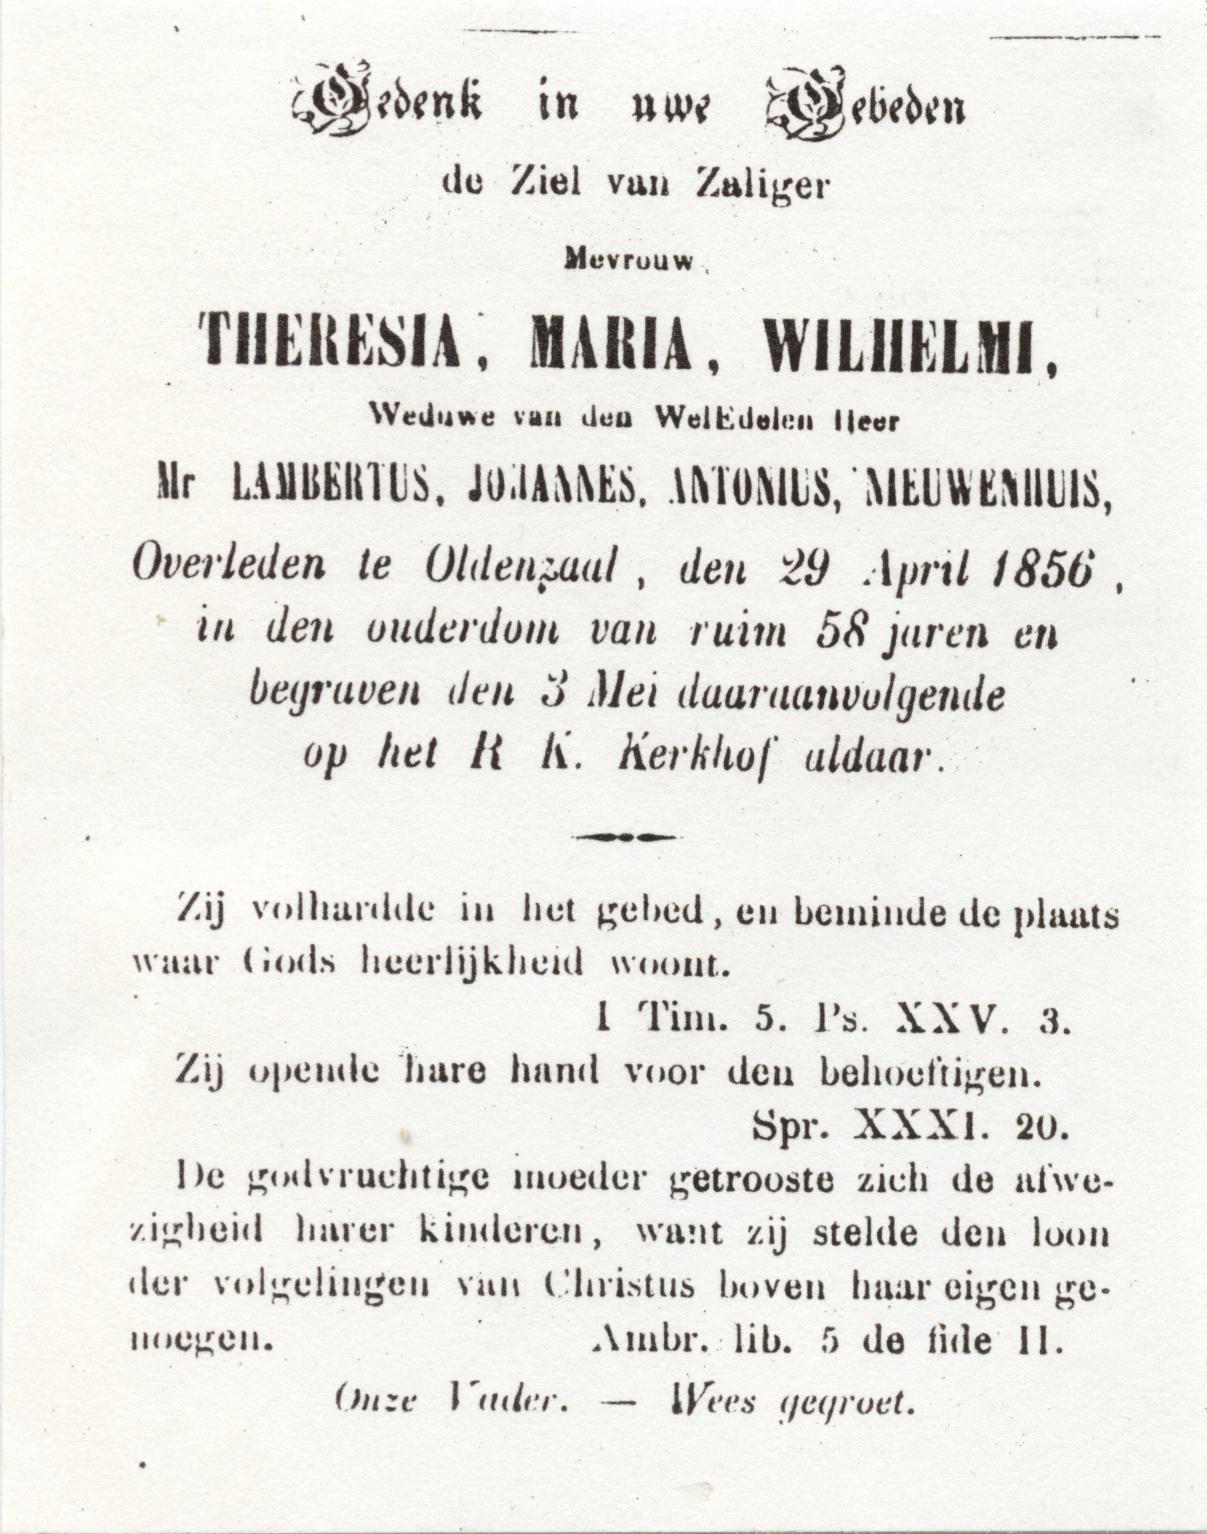 Gedenk in uwe Gebeden
de Ziel van Zaliger
Mevrouw
THERESIA, MARIA, WILHELMI,
Weduwe van den WelEdelen Heer
Mr LAMBERTUS, JOHANNES, ANTONIUS, NIEUWENHUIS,
Overleden te Oldenzaal, den 29 April 1856,
in den ouderdom van ruim 58 jaren en
begraven den 3 Mei daaraanvolgende
op het R K. Kerkhof aldaar.
Zij volhardde in het gebed, en beminde de plaats
waar Gods heerlijkheid woont.
1 Tim. 5. Ps. XXV. 3.
Zij opende hare hand voor den behoeftigen.
Spr. XXXI. 20.
De godvruchtige moeder getrooste zich de afwe-
zigheid harer kinderen, want zij stelde den loon
der volgelingen van Christus boven haar eigen ge-
noegen. Ambr. lib. 5 de fide II.
Onze Vader. — Wees gegroet.